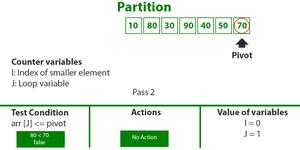 Partition
10 80 30 90 40 50 70
Pivot
Counter variables
I: Index of smaller element
J: Loop variable
Pass 2
Test Condition
arr [J] <= pivot
80 < 70
false
Actions
No Action
Value of variables
I = 0
J = 1